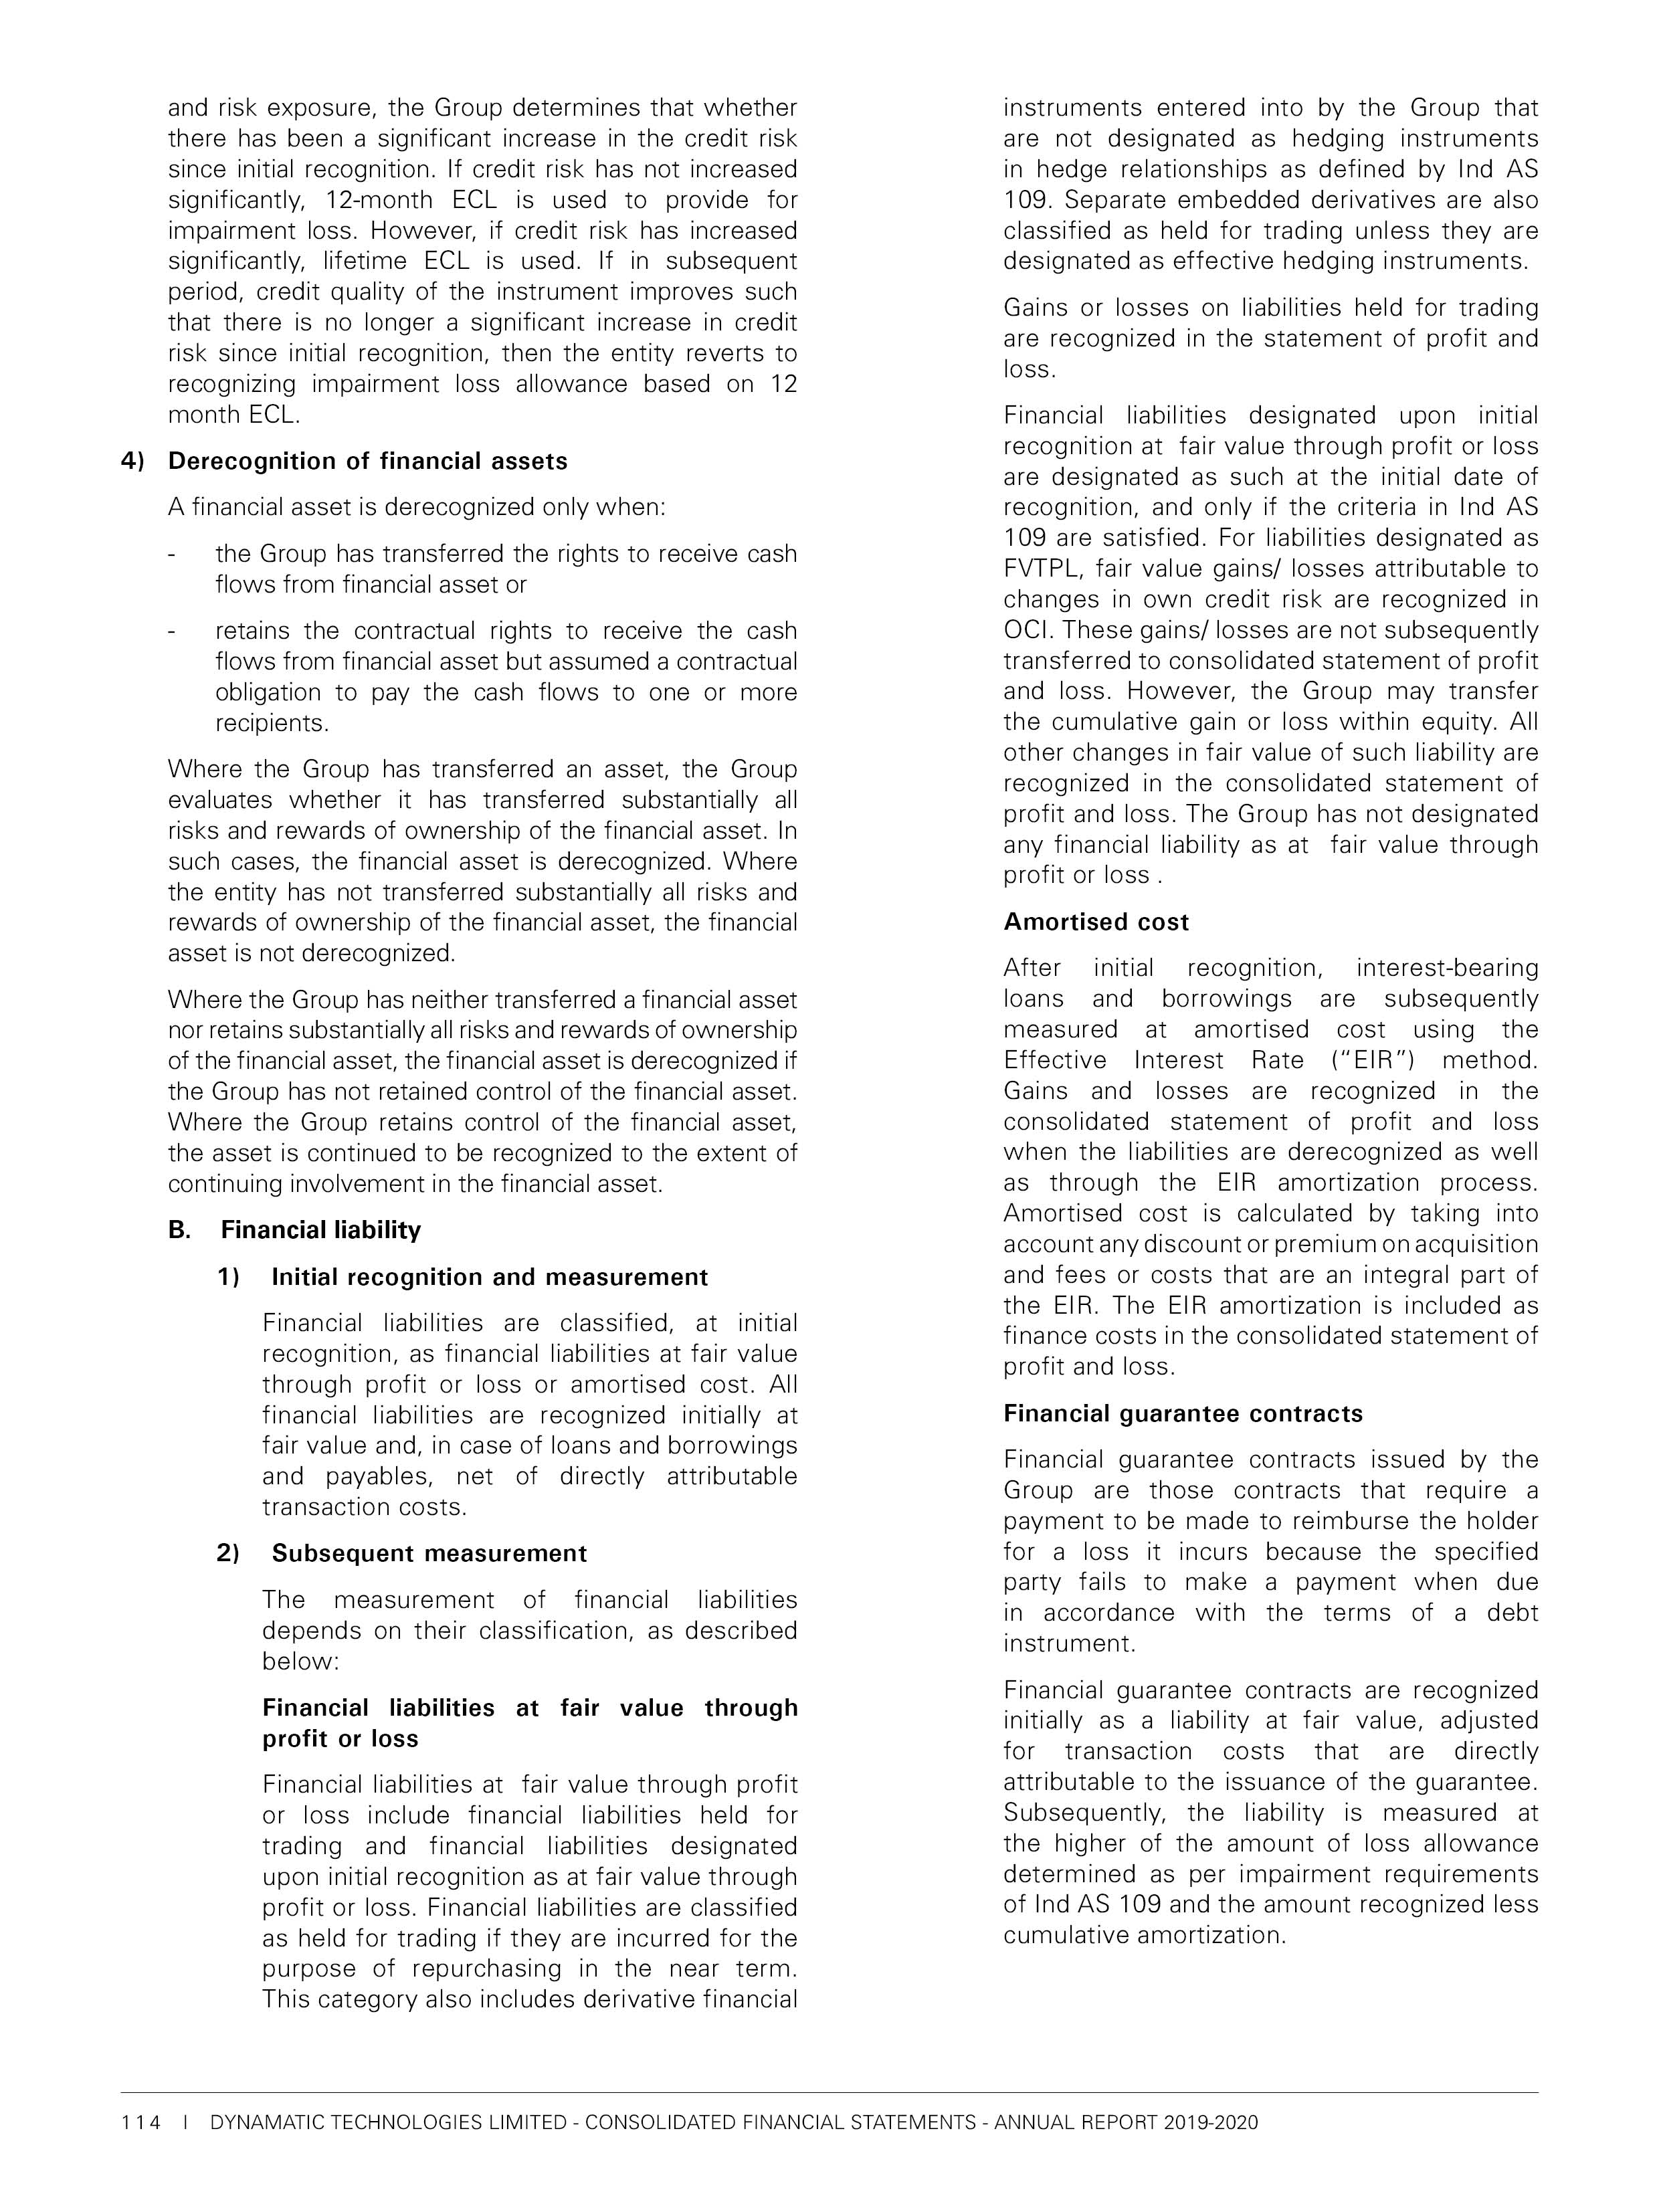 and risk exposure, the Group determines that whether
there has been a significant increase in the credit risk
since initial recognition. If credit risk has not increased
significantly, 12-month ECL is used to provide for
impairment loss. However, if credit risk has increased
significantly, lifetime ECL is used. If in subsequent
period, credit quality of the instrument improves such
that there is no longer a significant increase in credit
risk since initial recognition, then the entity reverts to
recognizing impairment loss allowance based on 12
month ECL.
4) Derecognition of financial assets
A financial asset is derecognized only when:
- the Group has transferred the rights to receive cash
flows from financial asset or
- retains the contractual rights to receive the cash
flows from financial asset but assumed a contractual
obligation to pay the cash flows to one or more
recipients.
Where the Group has transferred an asset, the Group
evaluates whether it has transferred substantially all
risks and rewards of ownership of the financial asset. In
such cases, the financial asset is derecognized. Where
the entity has not transferred substantially all risks and
rewards of ownership of the financial asset, the financial
asset is not derecognized.
Where the Group has neither transferred a financial asset
nor retains substantially all risks and rewards of ownership
of the financial asset, the financial asset is derecognized if
the Group has not retained control of the financial asset.
Where the Group retains control of the financial asset,
the asset is continued to be recognized to the extent of
continuing involvement in the financial asset.
B. Financial liability
1) Initial recognition and measurement
Financial liabilities are classified, at initial
recognition, as financial liabilities at fair value
through profit or loss or amortised cost. All
financial liabilities are recognized initially at
fair value and, in case of loans and borrowings
and payables, net of directly attributable
transaction costs.
2) Subsequent measurement
The measurement of financial liabilities
depends on their classification, as described
below:
Financial liabilities at fair value through
profit or loss
Financial liabilities at fair value through profit
or loss include financial liabilities held for
trading and financial liabilities designated
upon initial recognition as at fair value through
profit or loss. Financial liabilities are classified
as held for trading if they are incurred for the
purpose of repurchasing in the near term.
This category also includes derivative financial
instruments entered into by the Group that
are not designated as hedging instruments
in hedge relationships as defined by Ind AS
109. Separate embedded derivatives are also
classified as held for trading unless they are
designated as effective hedging instruments.
Gains or losses on liabilities held for trading
are recognized in the statement of profit and
loss.
Financial liabilities designated upon initial
recognition at fair value through profit or loss
are designated as such at the initial date of
recognition, and only if the criteria in Ind AS
109 are satisfied. For liabilities designated as
FVTPL, fair value gains/ losses attributable to
changes in own credit risk are recognized in
OCI. These gains/ losses are not subsequently
transferred to consolidated statement of profit
and loss. However, the Group may transfer
the cumulative gain or loss within equity. All
other changes in fair value of such liability are
recognized in the consolidated statement of
profit and loss. The Group has not designated
any financial liability as at fair value through
profit or loss .
Amortised cost
After initial recognition, interest-bearing
loans and borrowings are subsequently
measured at amortised cost using the
Effective Interest Rate (“EIR”) method.
Gains and losses are recognized in the
consolidated statement of profit and loss
when the liabilities are derecognized as well
as through the EIR amortization process.
Amortised cost is calculated by taking into
account any discount or premium on acquisition
and fees or costs that are an integral part of
the EIR. The EIR amortization is included as
finance costs in the consolidated statement of
profit and loss.
Financial guarantee contracts
Financial guarantee contracts issued by the
Group are those contracts that require a
payment to be made to reimburse the holder
for a loss it incurs because the specified
party fails to make a payment when due
in accordance with the terms of a debt
instrument.
Financial guarantee contracts are recognized
initially as a liability at fair value, adjusted
for transaction costs that are directly
attributable to the issuance of the guarantee.
Subsequently, the liability is measured at
the higher of the amount of loss allowance
determined as per impairment requirements
of Ind AS 109 and the amount recognized less
cumulative amortization.
114 I DYNAMATIC TECHNOLOGIES LIMITED - CONSOLIDATED FINANCIAL STATEMENTS - ANNUAL REPORT 2019-2020